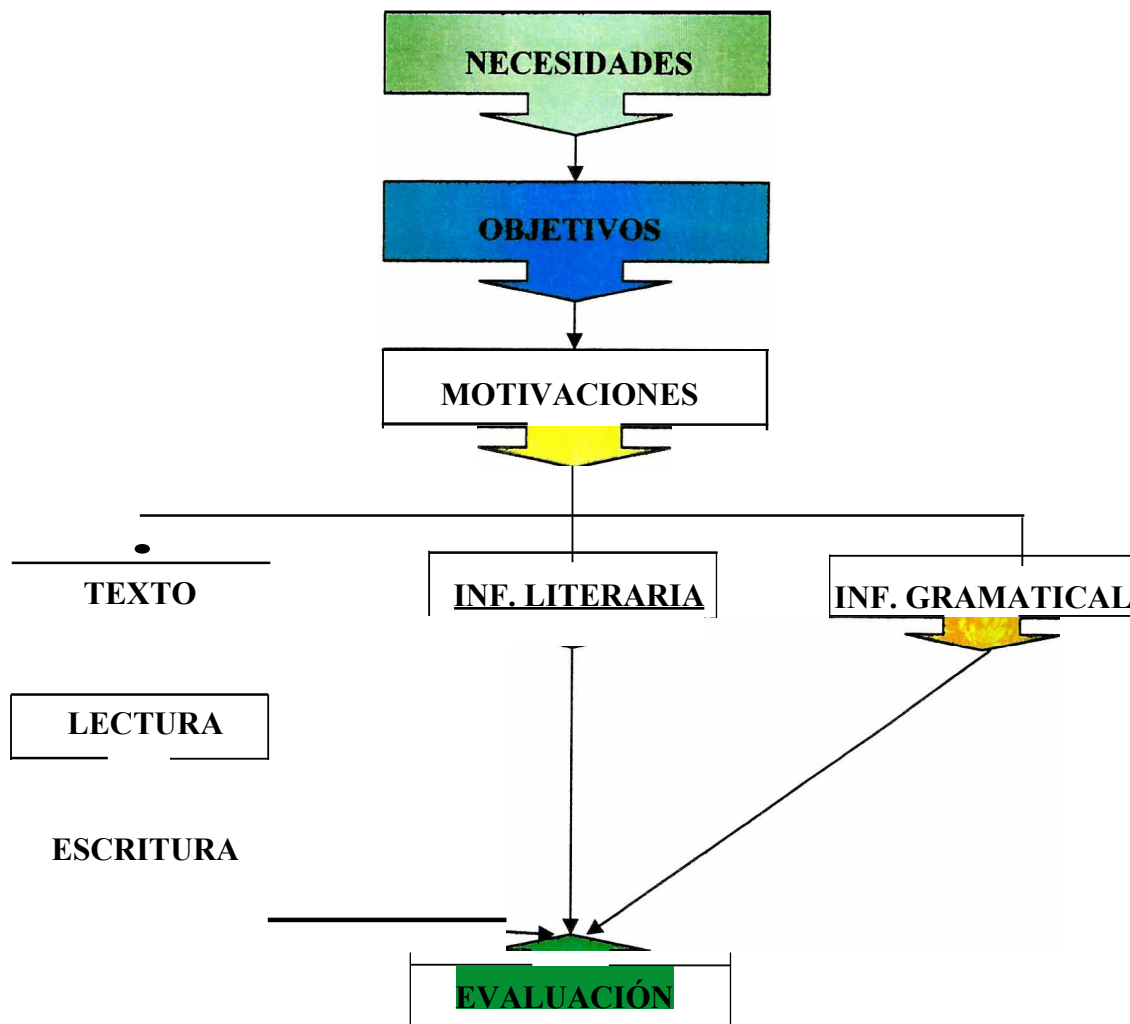 NECESIDADES
OBJETIVOS
MOTIVACIONES
TEXTO
INF. LITERARIA
INF. GRAMATICAL
LECTURA
ESCRITURA
EVALUACIÓN